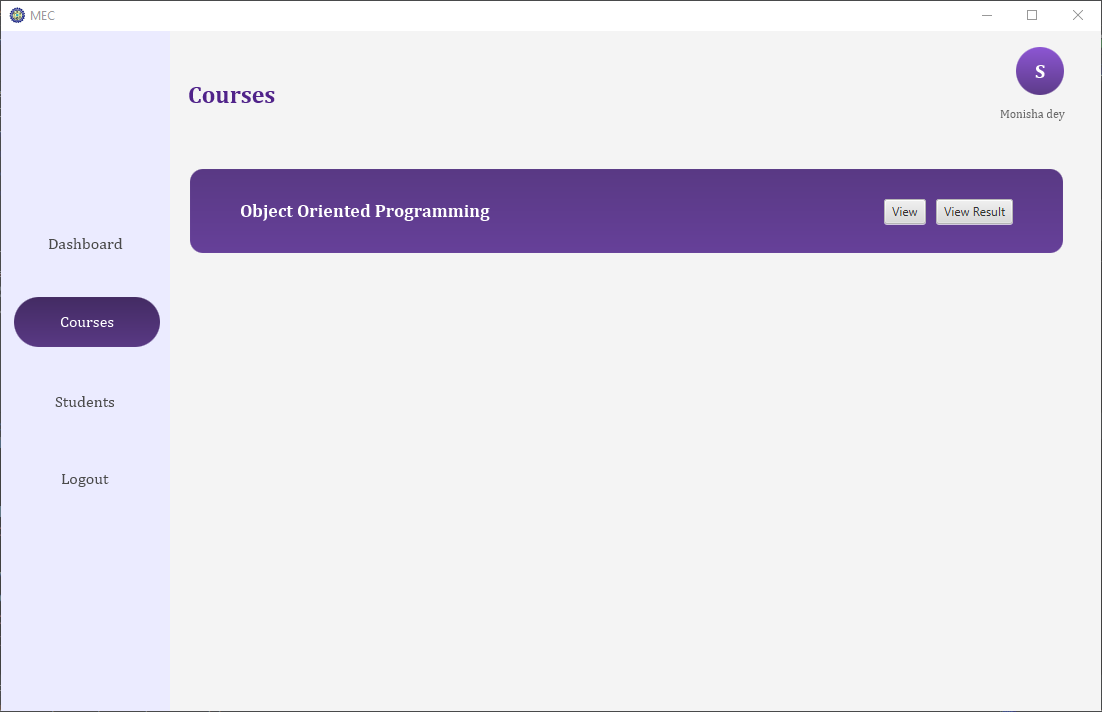 MEC
S
Courses
Monisha dey
Object Oriented Programming
View
View Result
Dashboard
Courses
Students
Logout